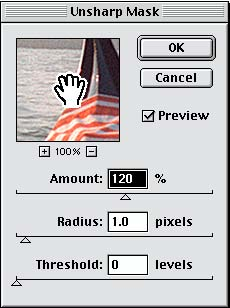 Unsharp Mask
OK
Cancel
Preview
+ 100% −
Amount: 120 %
Radius: 1.0 pixels
Threshold: 0 levels